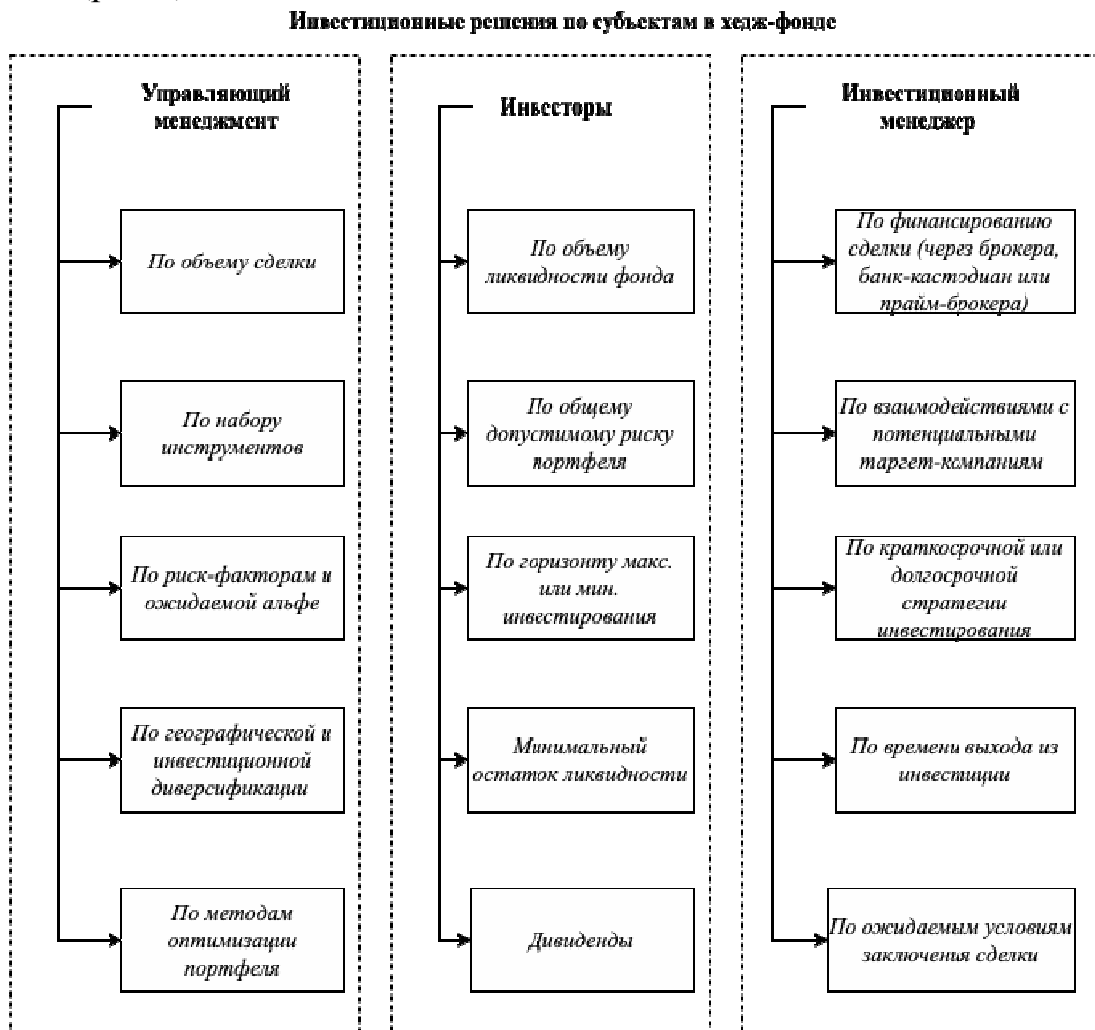 Инвестиционные решения по субъектам в хедж-фонде
Управляющий
менеджмент
По объему сделки
По набору
инструментов
По риск-факторам и
ожидаемой альфе
По географической и
инвестиционной
диверсификации
По методам
оптимизации
портфеля
Инвесторы
По объему
ликвидности фонда
По общему
допустимому риску
портфеля
По горизонту макс.
или мин.
инвестирования
Минимальный
остаток ликвидности
Дивиденды
Инвестиционный
менеджер
По финансированию
сделки (через брокера,
банк-кастодиан или
прайм-брокера)
По взаимодействиями с
потенциальными
таргет-компаниям
По краткосрочной или
долгосрочной
стратегии
инвестирования
По времени выхода из
инвестиции
По ожидаемым условиям
заключения сделки